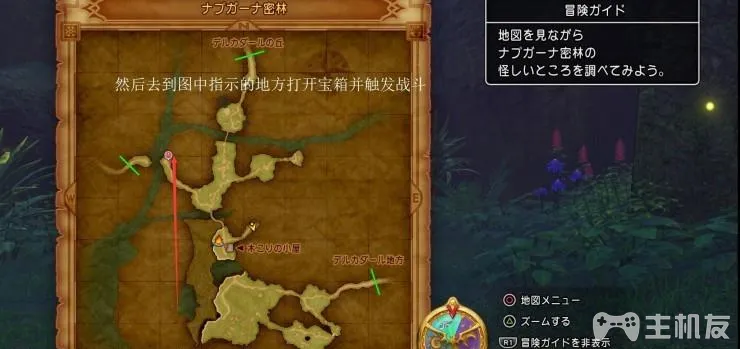 ナプガーナ密林
冒険ガイド
地図を見ながら
ナプガーナ密林の
怪しいところを調べてみよう。
N
デルカダールの丘
然后去到图中指示的地方打开宝箱并触发战斗
W
E
木こりの小屋
デルカダール地方
地図メニュー
ズームする
R1 冒険ガイドを非表示
主机友